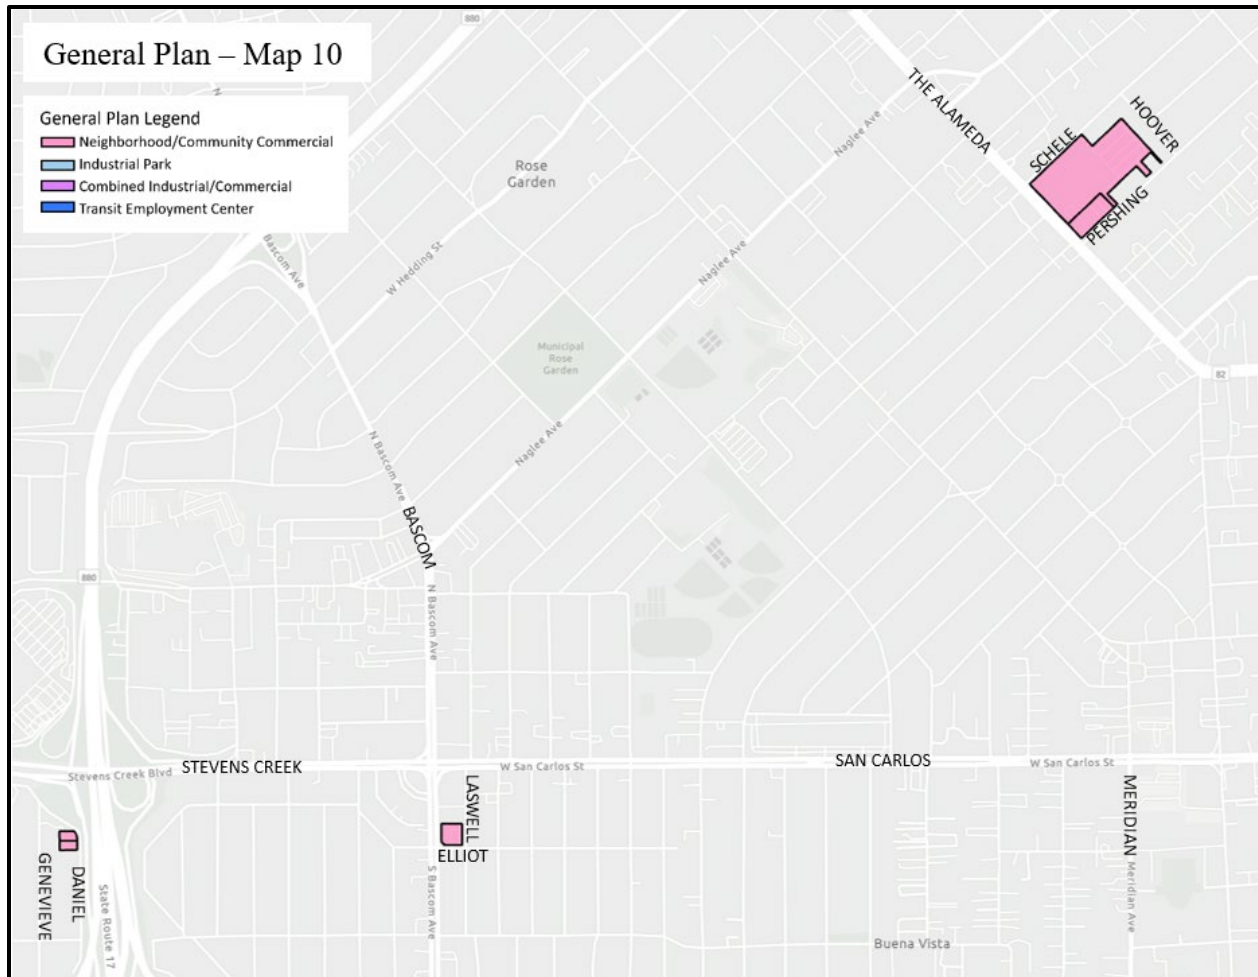 General Plan – Map 10
General Plan Legend
Neighborhood/Community Commercial
Industrial Park
Combined Industrial/Commercial
Transit Employment Center
880
THE ALAMEDA
HOOVER
SCHELE
PERSHING
Naglee Ave
Rose
Garden
Bascom Ave
W Hedding St
Naglee Ave
Municipal
Rose
Garden
82
Naglee Ave
N Bascom Ave
BASCOM
880
N Bascom Ave
STEVENS CREEK
Stevens Creek Blvd
W San Carlos St
SAN CARLOS
W San Carlos St
LASWELL
ELLIOT
MERIDIAN
GENEVIEVE
DANIEL
State Route 17
S Bascom Ave
Meridian Ave
Buena Vista